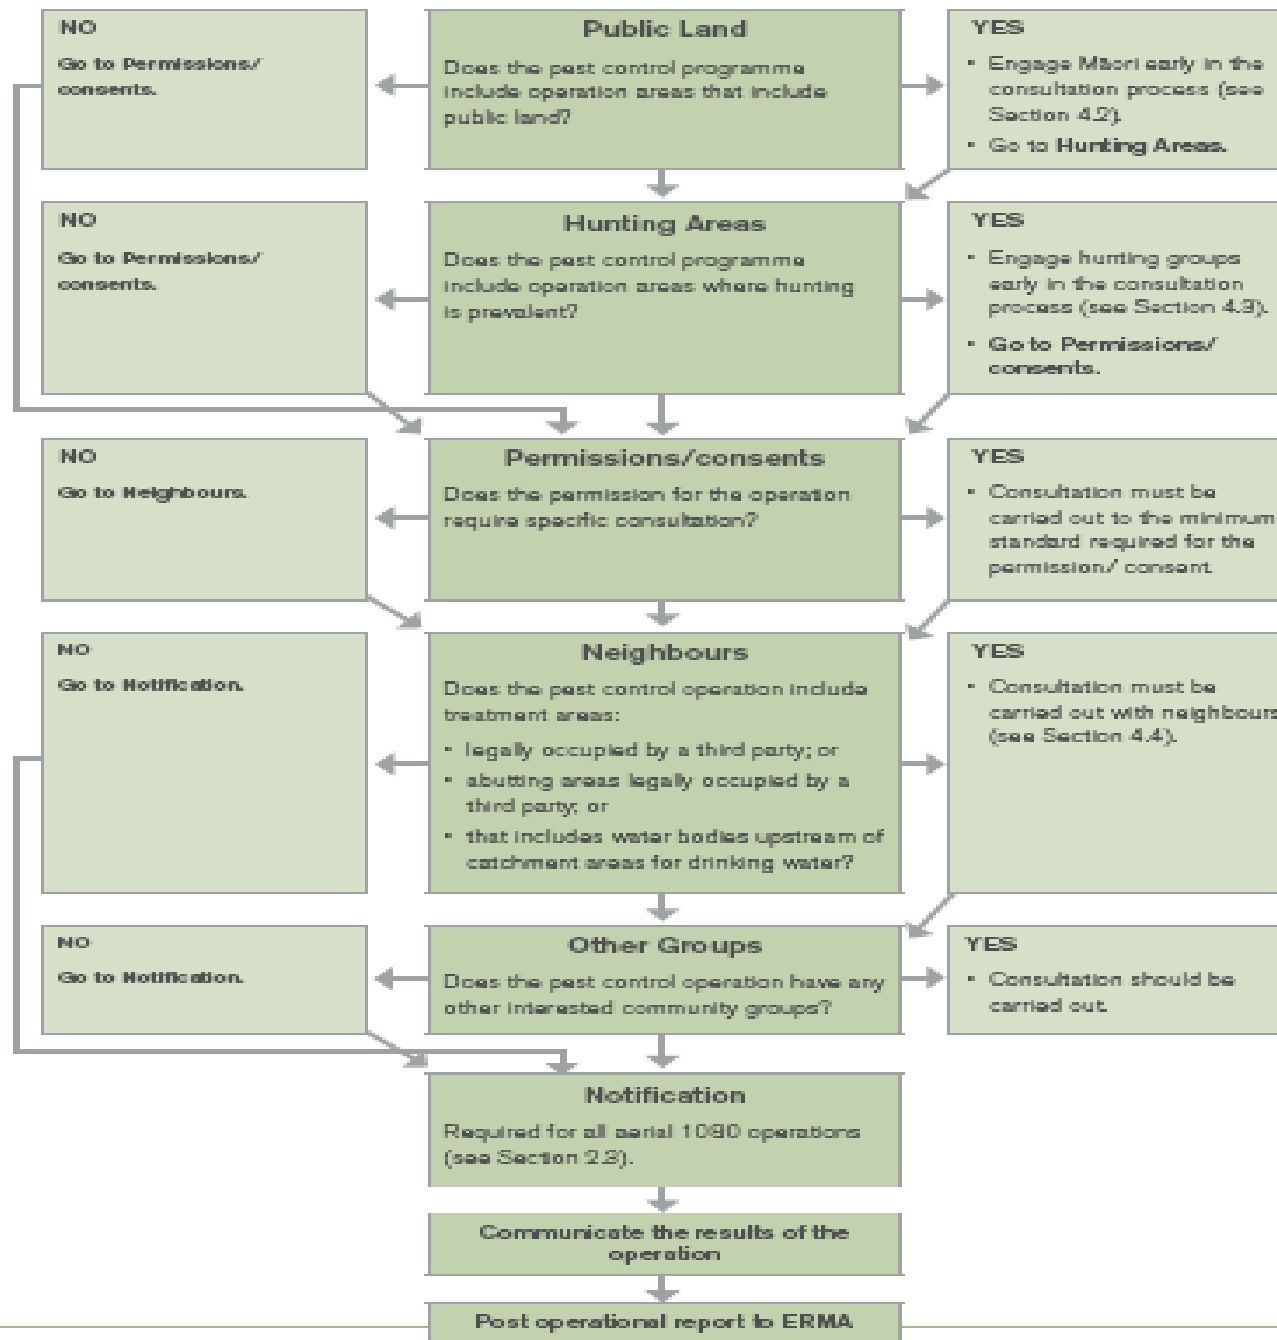 NO
Go to Permissions/
consents.
Public Land
Does the pest control programme
include operation areas that include
public land?
YES
• Engage Māori early in the
consultation process (see
Section 4.2).
• Go to Hunting Areas.
NO
Go to Permissions/
consents.
Hunting Areas
Does the pest control programme
include operation areas where hunting
is prevalent?
YES
• Engage hunting groups
early in the consultation
process (see Section 4.3).
• Go to Permissions/
consents.
NO
Go to Neighbours.
Permissions/consents
Does the permission for the operation
require specific consultation?
YES
• Consultation must be
carried out to the minimum
standard required for the
permission/ consent.
NO
Go to Notification.
Neighbours
Does the pest control operation include
treatment areas:
• legally occupied by a third party; or
• abutting areas legally occupied by a
third party; or
• that includes water bodies upstream of
catchment areas for drinking water?
YES
• Consultation must be
carried out with neighbours
(see Section 4.4).
NO
Go to Notification.
Other Groups
Does the pest control operation have any
other interested community groups?
YES
• Consultation should be
carried out.
Notification
Required for all aerial 1080 operations
(see Section 2.3).
Communicate the results of the
operation
Post operational report to ERMA